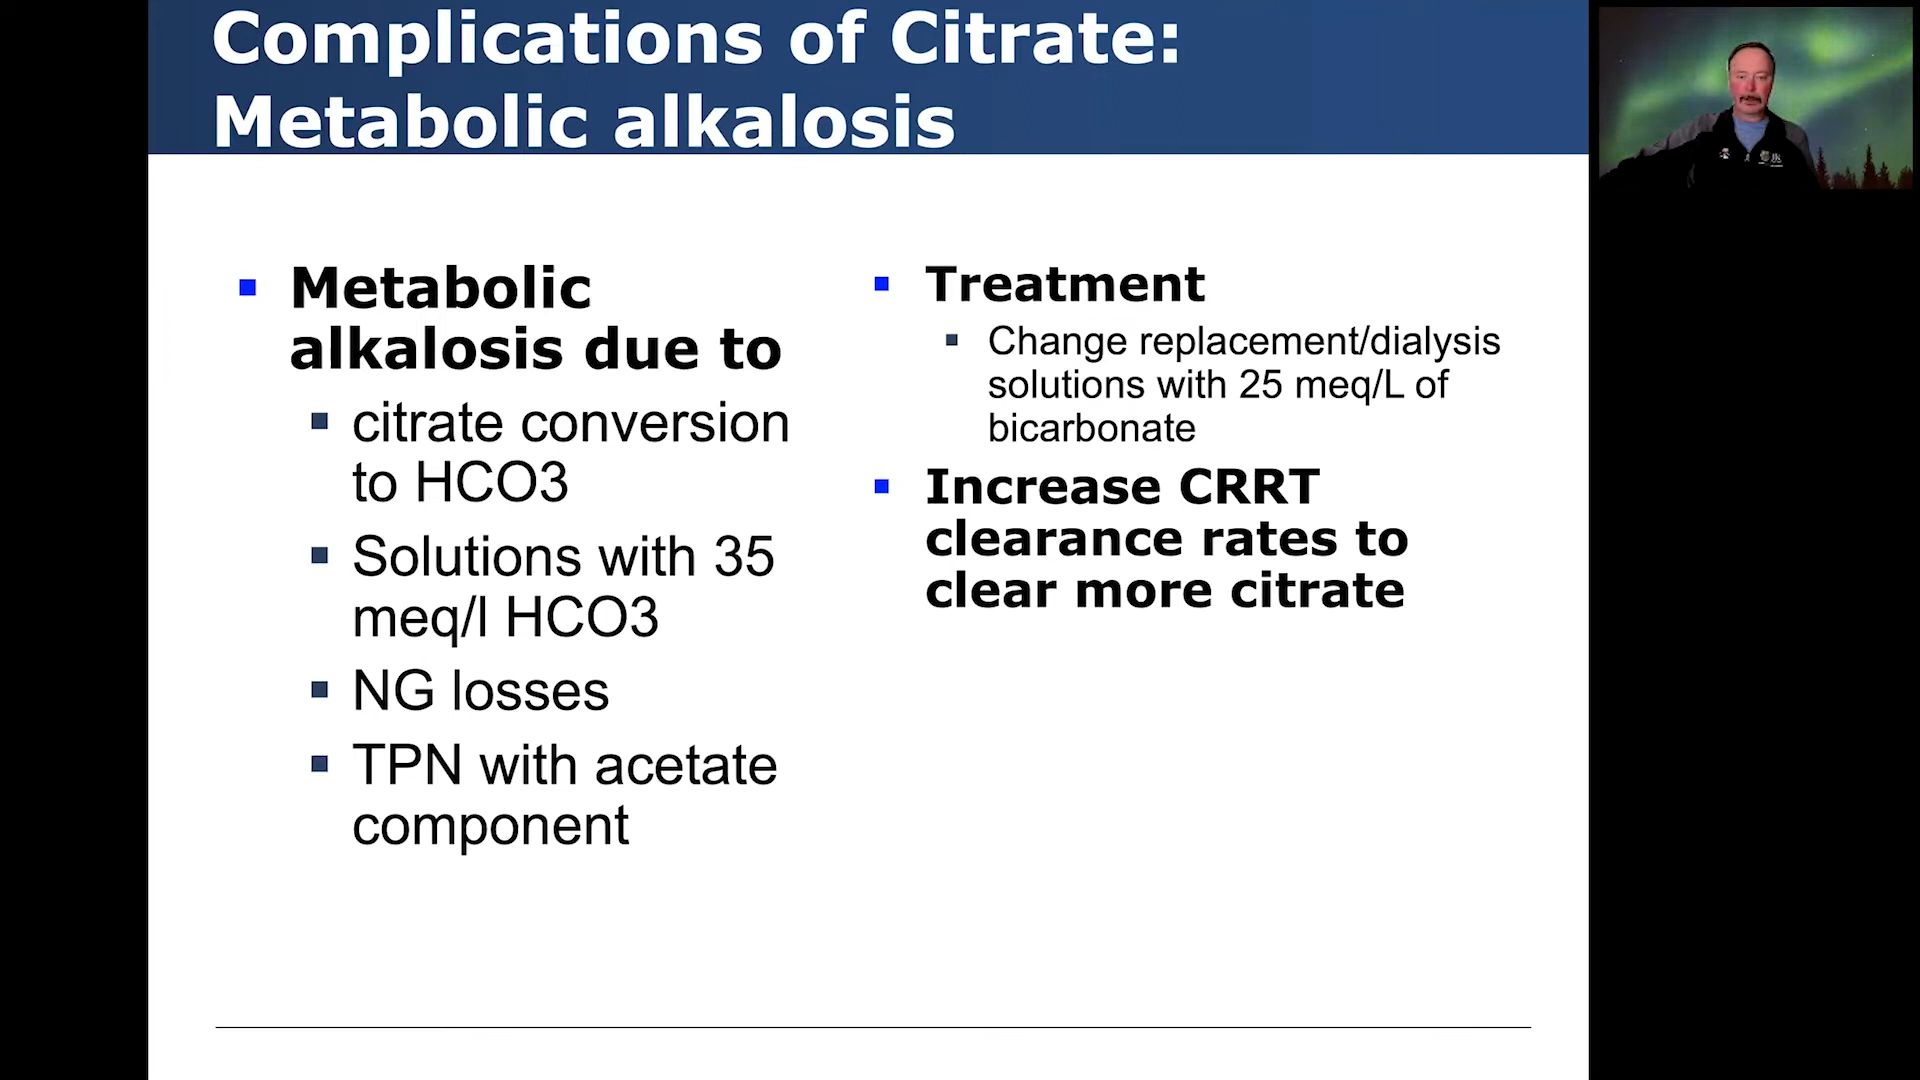 Complications of Citrate:
Metabolic alkalosis
Metabolic
alkalosis due to
citrate conversion
to HCO3
Solutions with 35
meq/l HCO3
NG losses
TPN with acetate
component
Treatment
Change replacement/dialysis
solutions with 25 meq/L of
bicarbonate
Increase CRRT
clearance rates to
clear more citrate